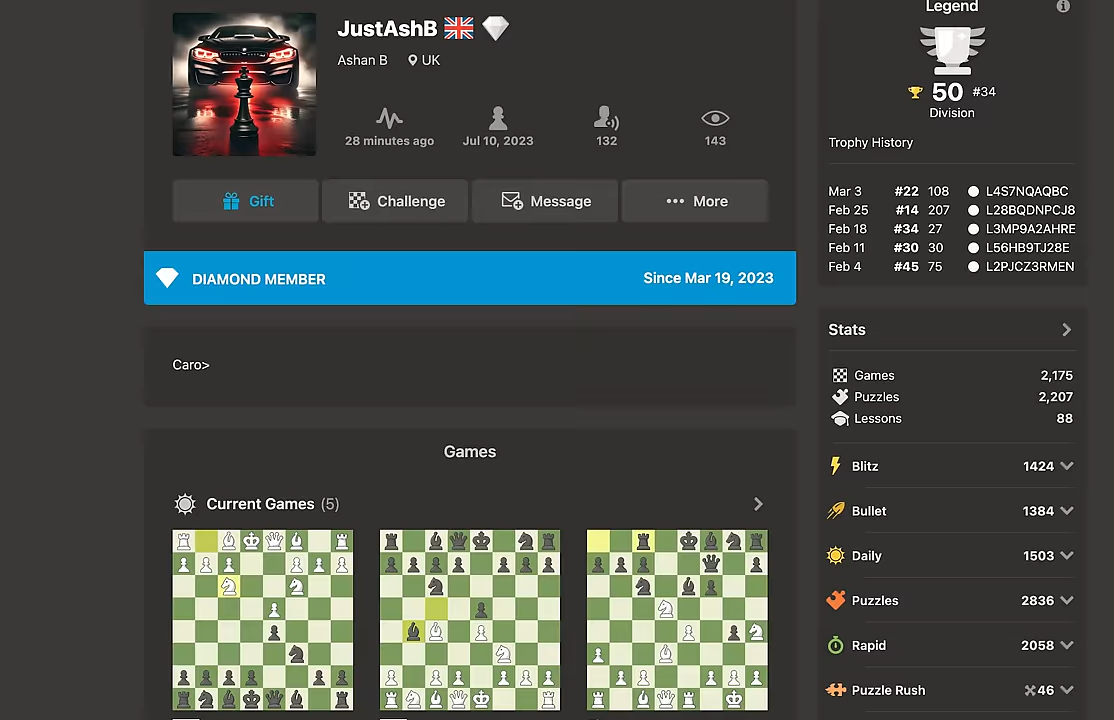 JustAshB
Ashan B UK
28 minutes ago Jul 10, 2023 132 143
Gift Challenge Message More
DIAMOND MEMBER Since Mar 19, 2023
Caro>
Games
Current Games (5)
Legend
50 #34
Division
Trophy History
Mar 3 #22 108 L4S7NQAQBC
Feb 25 #14 207 L28BQDNPCJ8
Feb 18 #34 27 L3MP9A2AHRE
Feb 11 #30 30 L56HB9TJ28E
Feb 4 #45 75 L2PJCZ3RMEN
Stats
Games 2,175
Puzzles 2,207
Lessons 88
Blitz 1424
Bullet 1384
Daily 1503
Puzzles 2836
Rapid 2058
Puzzle Rush 46